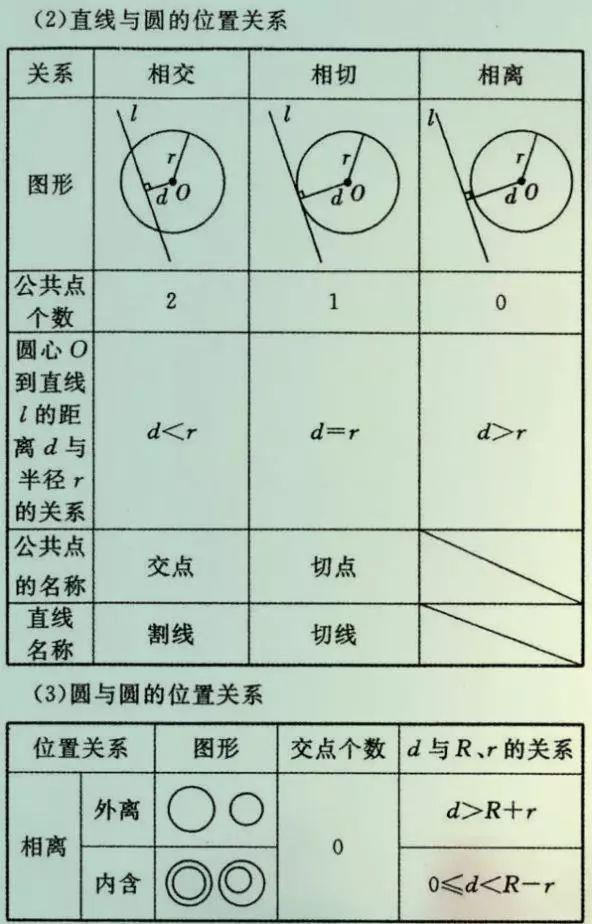 (2)直线与圆的位置关系
关系 相交 相切 相离
图形
l r d O
l r d O
l r d O
公共点
个数
2 1 0
圆心 O
到直线
l 的距
离 d 与
半径 r
的关系
d<r d=r d>r
公共点
的名称
交点 切点
直线
名称
割线 切线
(3)圆与圆的位置关系
位置关系 图形 交点个数 d 与 R、r 的关系
相离
外离
0
d>R+r
内含
0⩽d<R-r